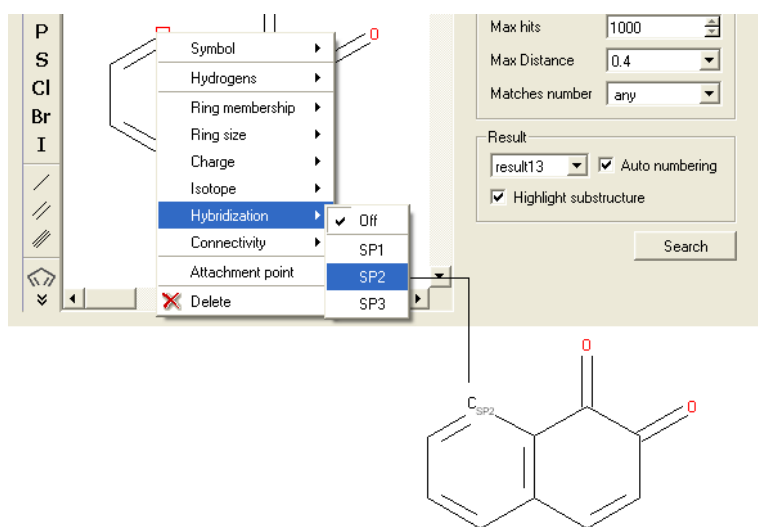 P
S
Cl
Br
I
O
Symbol
Hydrogens
Ring membership
Ring size
Charge
Isotope
Hybridization
Connectivity
Attachment point
Delete
Off
SP1
SP2
SP3
Max hits 1000
Max Distance 0.4
Matches number any
Result
result13 Auto numbering
Highlight substructure
Search
O
O
C SP2